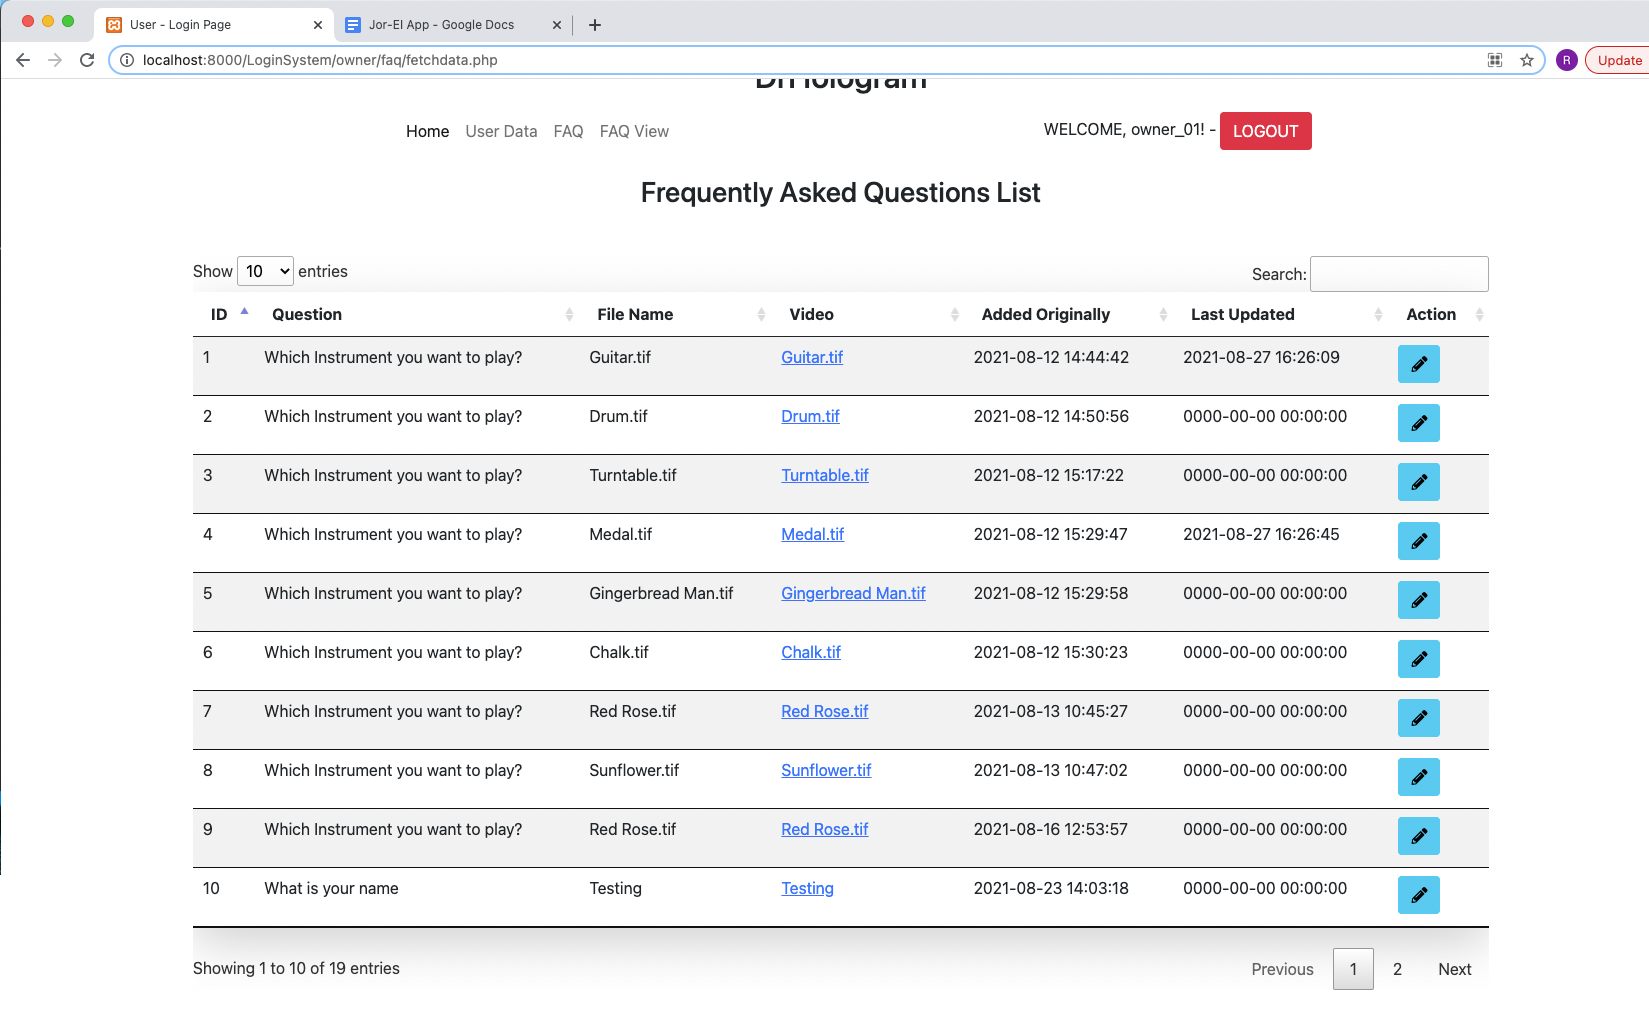 User - Login Page
Jor-El App - Google Docs
localhost:8000/LoginSystem/owner/faq/fetchdata.php
R
Update
DrHologram
Home User Data FAQ FAQ View
WELCOME, owner_01! - LOGOUT
Frequently Asked Questions List
Show 10 entries
Search:
ID Question File Name Video Added Originally Last Updated Action
1 Which Instrument you want to play? Guitar.tif Guitar.tif 2021-08-12 14:44:42 2021-08-27 16:26:09
2 Which Instrument you want to play? Drum.tif Drum.tif 2021-08-12 14:50:56 0000-00-00 00:00:00
3 Which Instrument you want to play? Turntable.tif Turntable.tif 2021-08-12 15:17:22 0000-00-00 00:00:00
4 Which Instrument you want to play? Medal.tif Medal.tif 2021-08-12 15:29:47 2021-08-27 16:26:45
5 Which Instrument you want to play? Gingerbread Man.tif Gingerbread Man.tif 2021-08-12 15:29:58 0000-00-00 00:00:00
6 Which Instrument you want to play? Chalk.tif Chalk.tif 2021-08-12 15:30:23 0000-00-00 00:00:00
7 Which Instrument you want to play? Red Rose.tif Red Rose.tif 2021-08-13 10:45:27 0000-00-00 00:00:00
8 Which Instrument you want to play? Sunflower.tif Sunflower.tif 2021-08-13 10:47:02 0000-00-00 00:00:00
9 Which Instrument you want to play? Red Rose.tif Red Rose.tif 2021-08-16 12:53:57 0000-00-00 00:00:00
10 What is your name Testing Testing 2021-08-23 14:03:18 0000-00-00 00:00:00
Showing 1 to 10 of 19 entries
Previous 1 2 Next